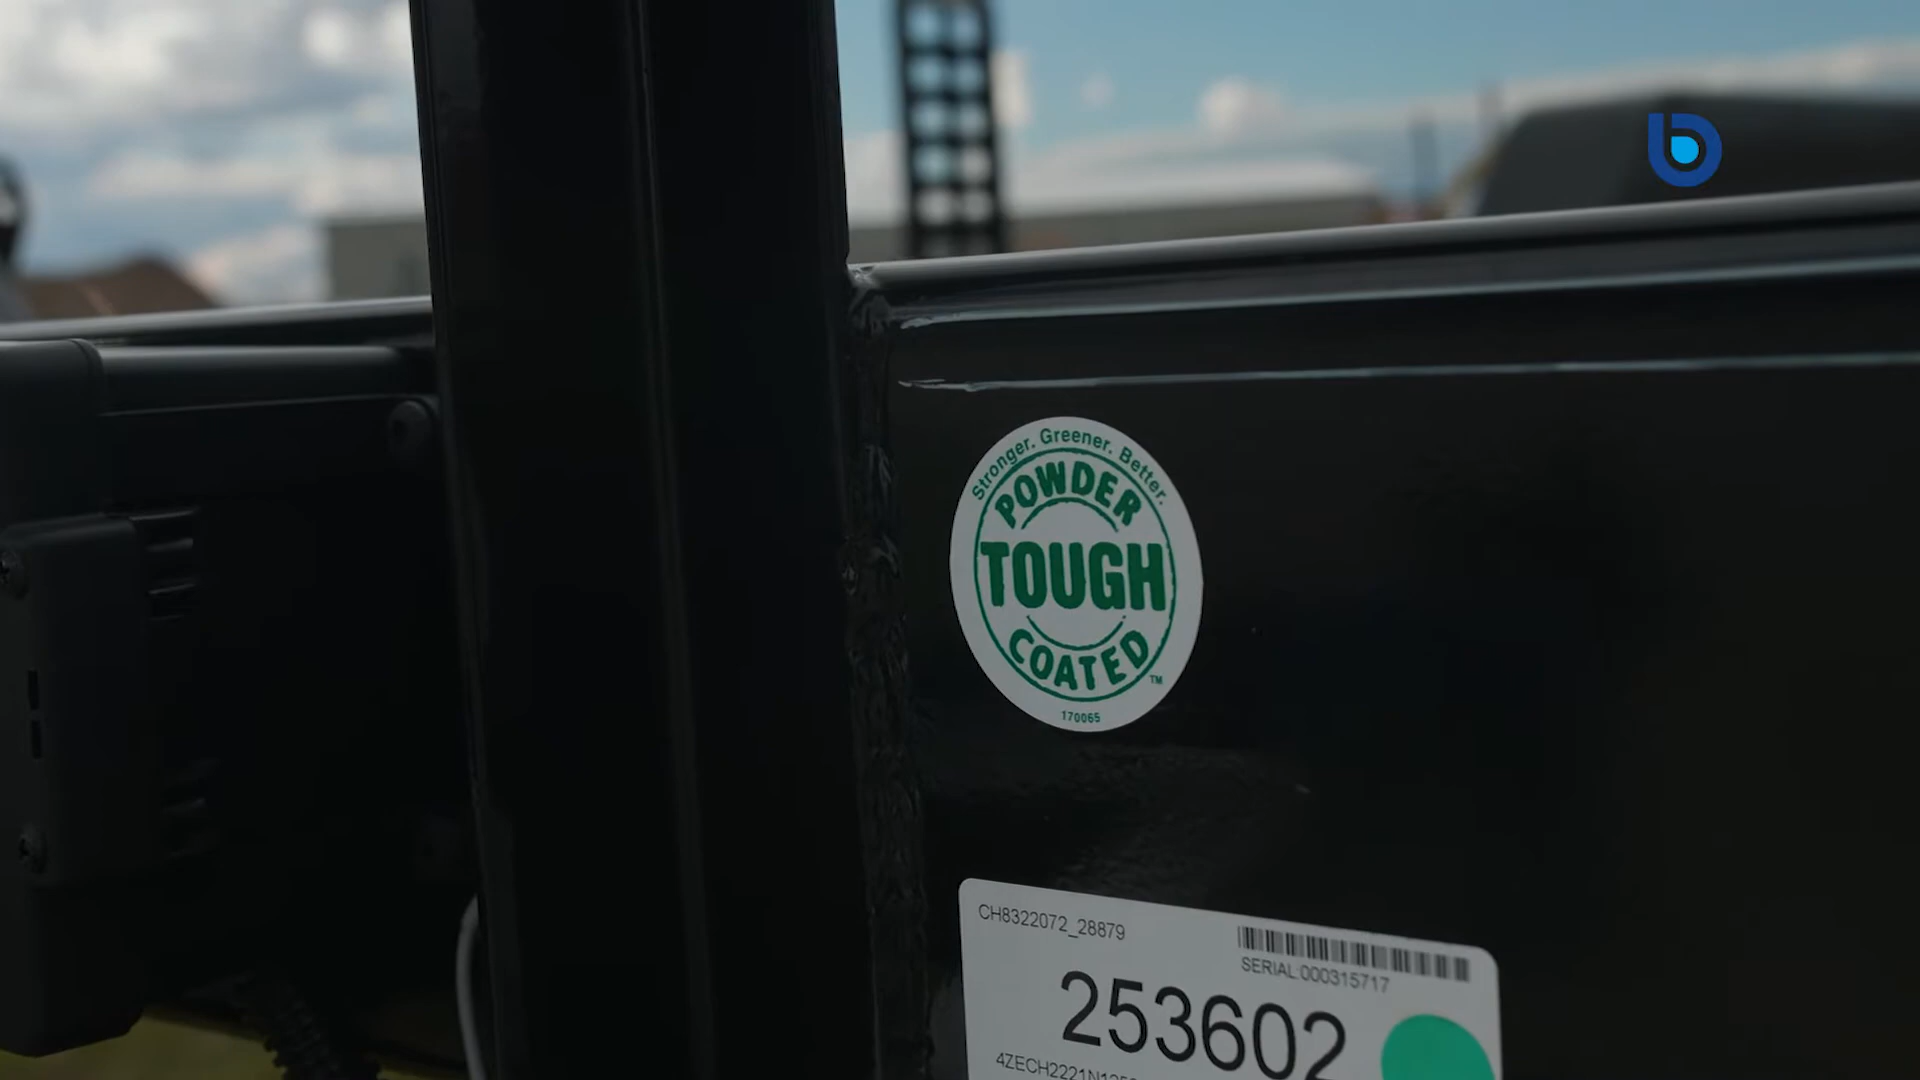 Stronger. Greener. Better.
POWDER
TOUGH
COATED
TM
170065
CH8322072_28879
SERIAL:000315717
253602